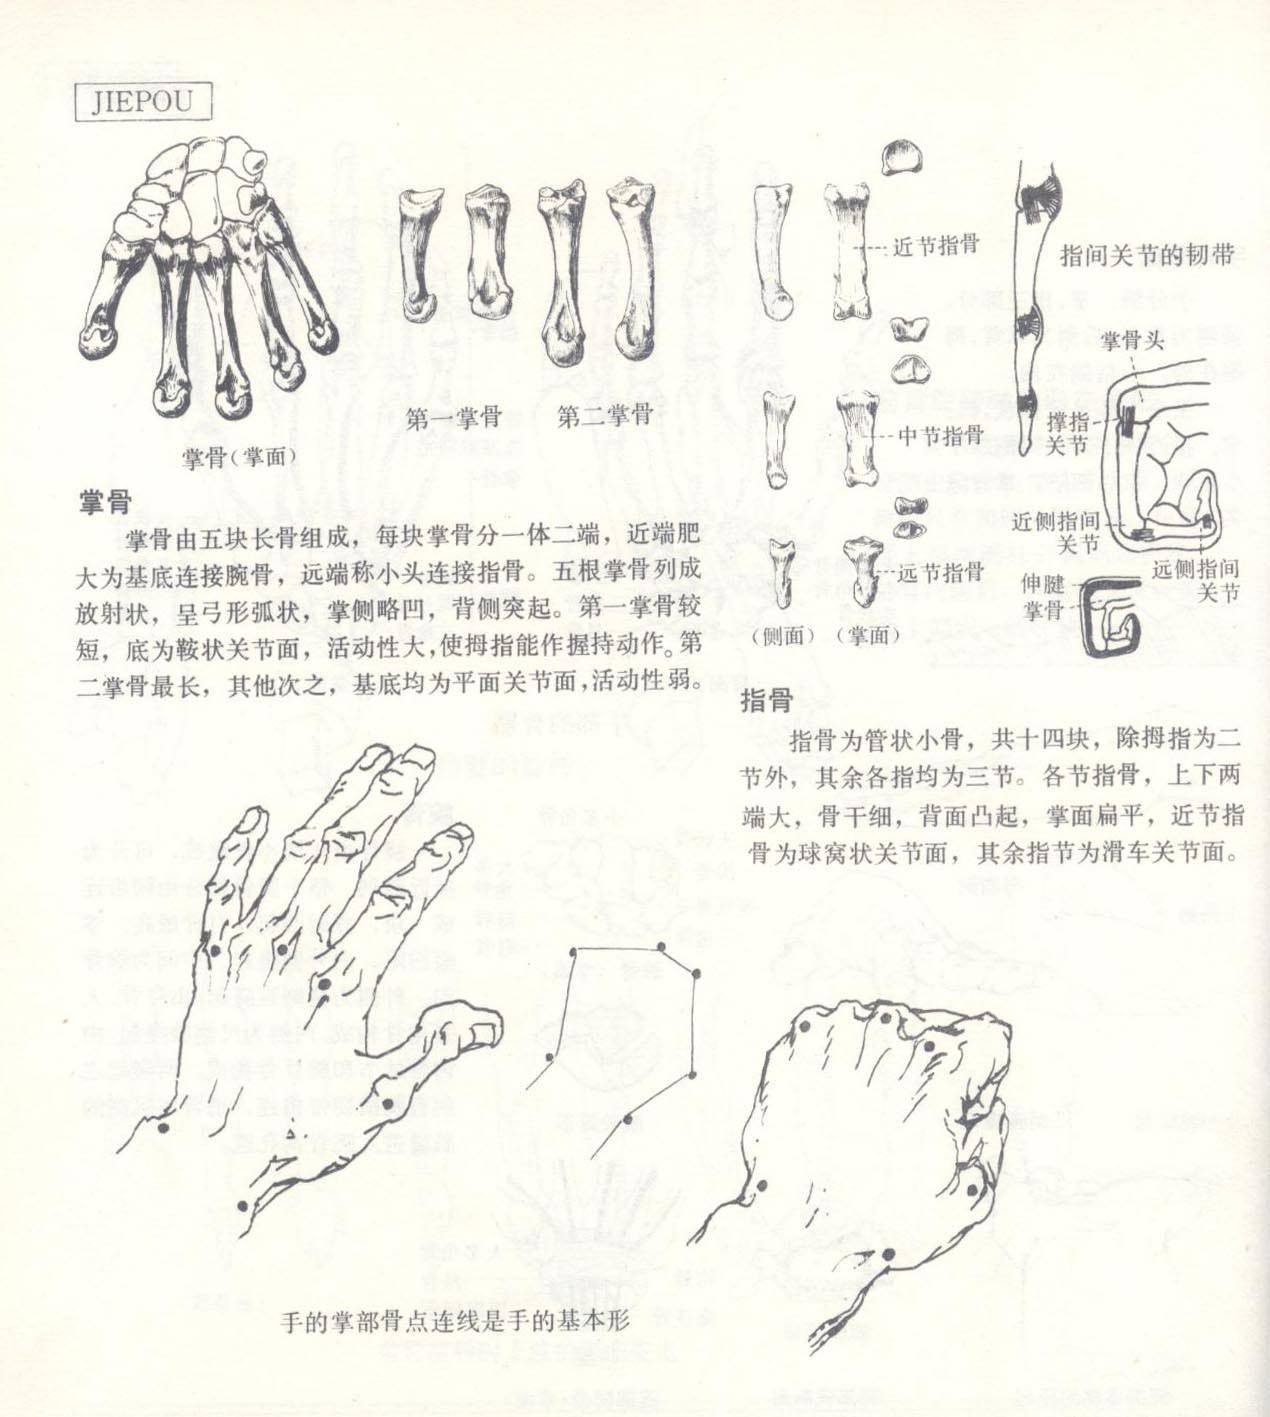 JIEPOU
掌骨(掌面)
第一掌骨
第二掌骨
近节指骨
中节指骨
远节指骨
(侧面)
(掌面)
指间关节的韧带
掌骨头
撑指
关节
近侧指间
关节
远侧指间
关节
伸腱
掌骨
掌骨
掌骨由五块长骨组成，每块掌骨分一体二端，近端肥
大为基底连接腕骨，远端称小头连接指骨。五根掌骨列成
放射状，呈弓形弧状，掌侧略凹，背侧突起。第一掌骨较
短，底为鞍状关节面，活动性大,使拇指能作握持动作。第
二掌骨最长，其他次之，基底均为平面关节面,活动性弱。
指骨
指骨为管状小骨，共十四块，除拇指为二
节外，其余各指均为三节。各节指骨，上下两
端大，骨干细，背面凸起，掌面扁平，近节指
骨为球窝状关节面，其余指节为滑车关节面。
手的掌部骨点连线是手的基本形